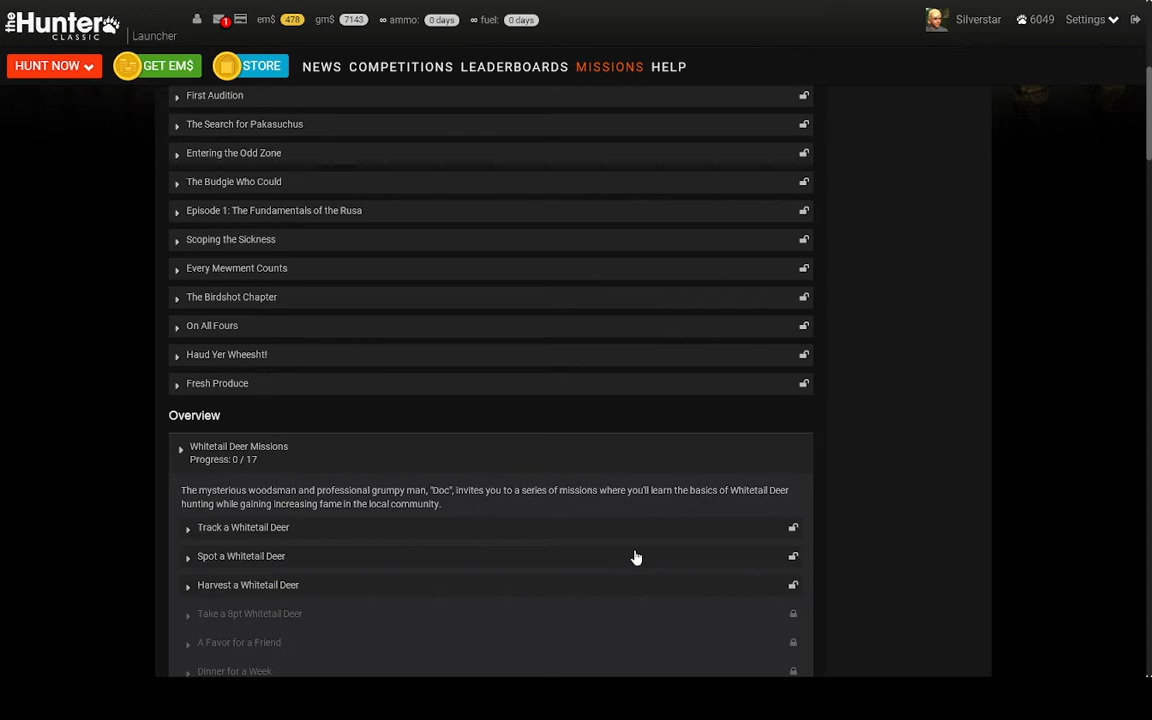 theHunter
CLASSIC
Launcher
1
em$ 478
gm$ 7143
∞ ammo: 0 days
∞ fuel: 0 days
Silverstar
6049
Settings
HUNT NOW
GET EM$
STORE
NEWS COMPETITIONS LEADERBOARDS MISSIONS HELP
First Audition
The Search for Pakasuchus
Entering the Odd Zone
The Budgie Who Could
Episode 1: The Fundamentals of the Rusa
Scoping the Sickness
Every Mewment Counts
The Birdshot Chapter
On All Fours
Haud Yer Wheesht!
Fresh Produce
Overview
Whitetail Deer Missions
Progress: 0 / 17
The mysterious woodsman and professional grumpy man, "Doc", invites you to a series of missions where you'll learn the basics of Whitetail Deer
hunting while gaining increasing fame in the local community.
Track a Whitetail Deer
Spot a Whitetail Deer
Harvest a Whitetail Deer
Take a 8pt Whitetail Deer
A Favor for a Friend
Dinner for a Week